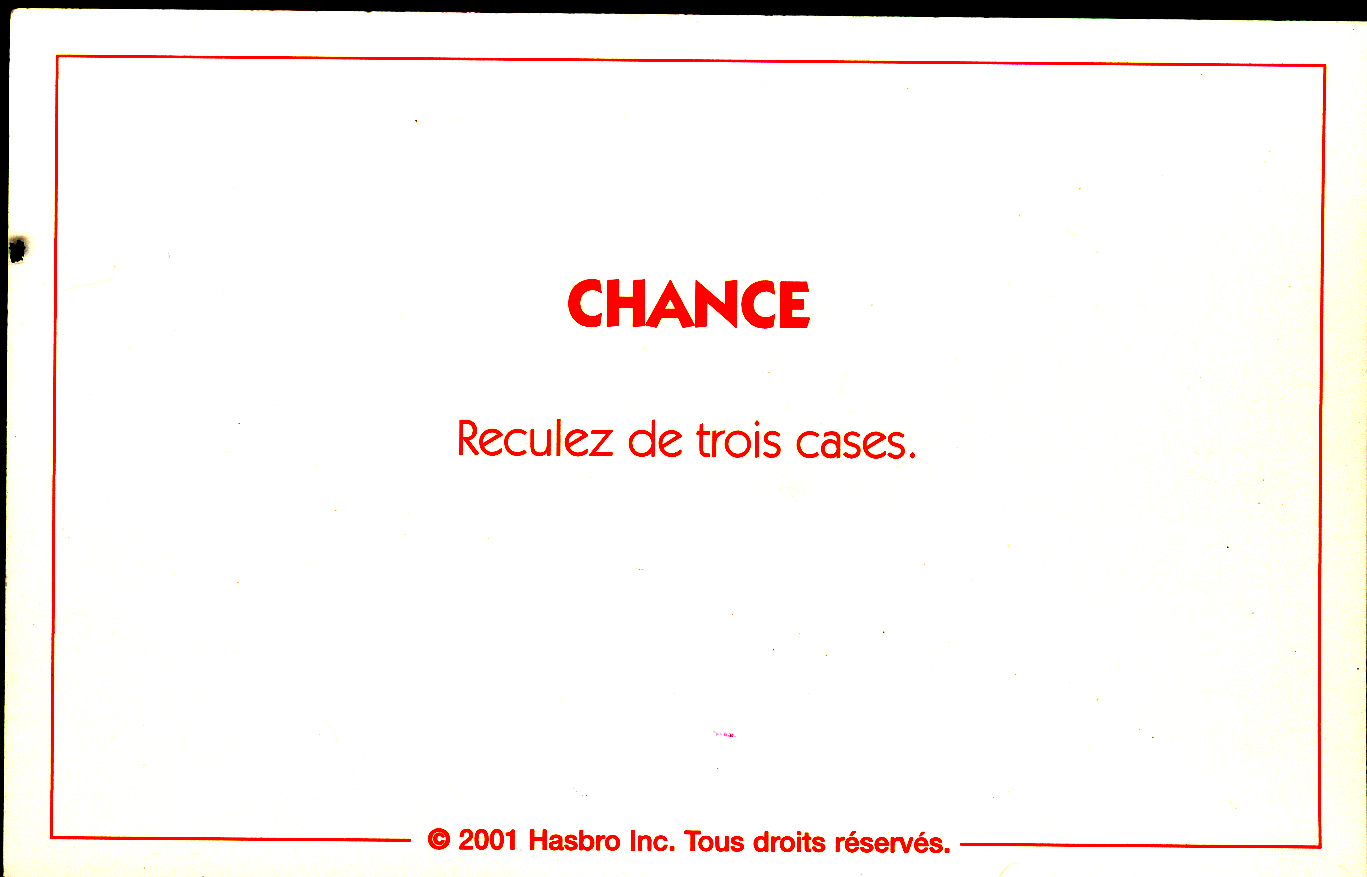 CHANCE
Reculez de trois cases.
© 2001 Hasbro Inc. Tous droits réservés.